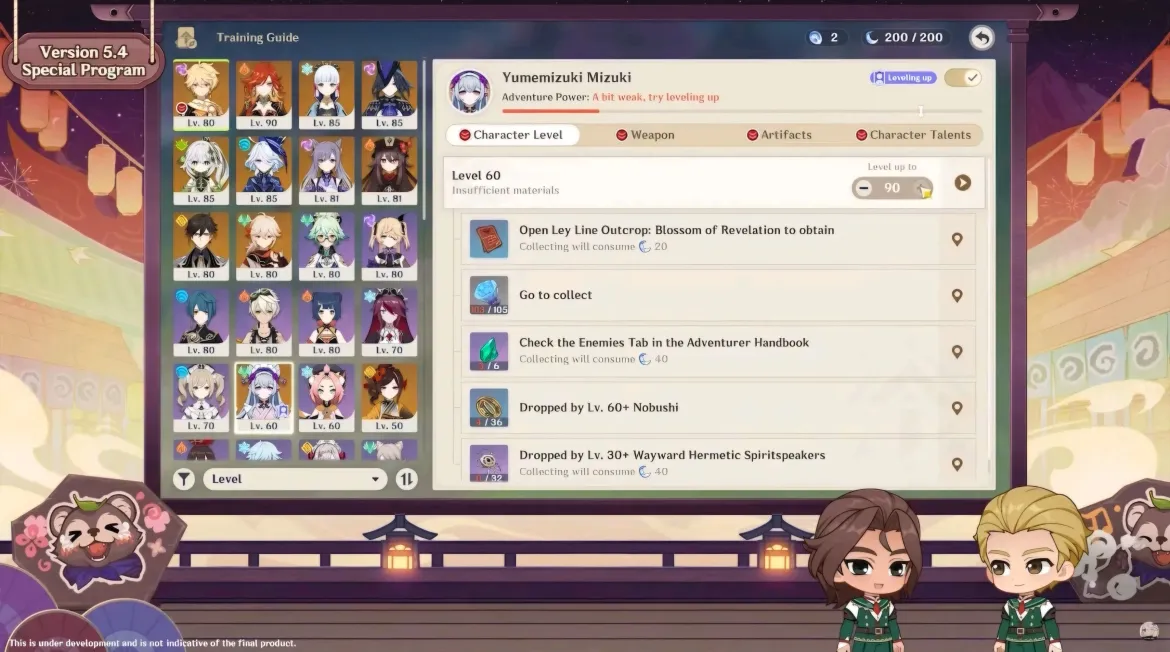 Version 5.4
Special Program
Training Guide
2
200 / 200
Lv. 80
Lv. 90
Lv. 85
Lv. 85
Lv. 85
Lv. 85
Lv. 81
Lv. 81
Lv. 80
Lv. 80
Lv. 80
Lv. 80
Lv. 80
Lv. 80
Lv. 80
Lv. 70
Lv. 70
Lv. 60
Lv. 60
Lv. 50
Level
Yumemizuki Mizuki
Leveling up
Adventure Power: A bit weak, try leveling up
Character Level
Weapon
Artifacts
Character Talents
Level 60
Insufficient materials
Level up to
90
Open Ley Line Outcrop: Blossom of Revelation to obtain
Collecting will consume 20
Go to collect
/ 105
Check the Enemies Tab in the Adventurer Handbook
Collecting will consume 40
/ 6
Dropped by Lv. 60+ Nobushi
/ 36
Dropped by Lv. 30+ Wayward Hermetic Spiritspeakers
Collecting will consume 40
/ 32
This is under development and is not indicative of the final product.